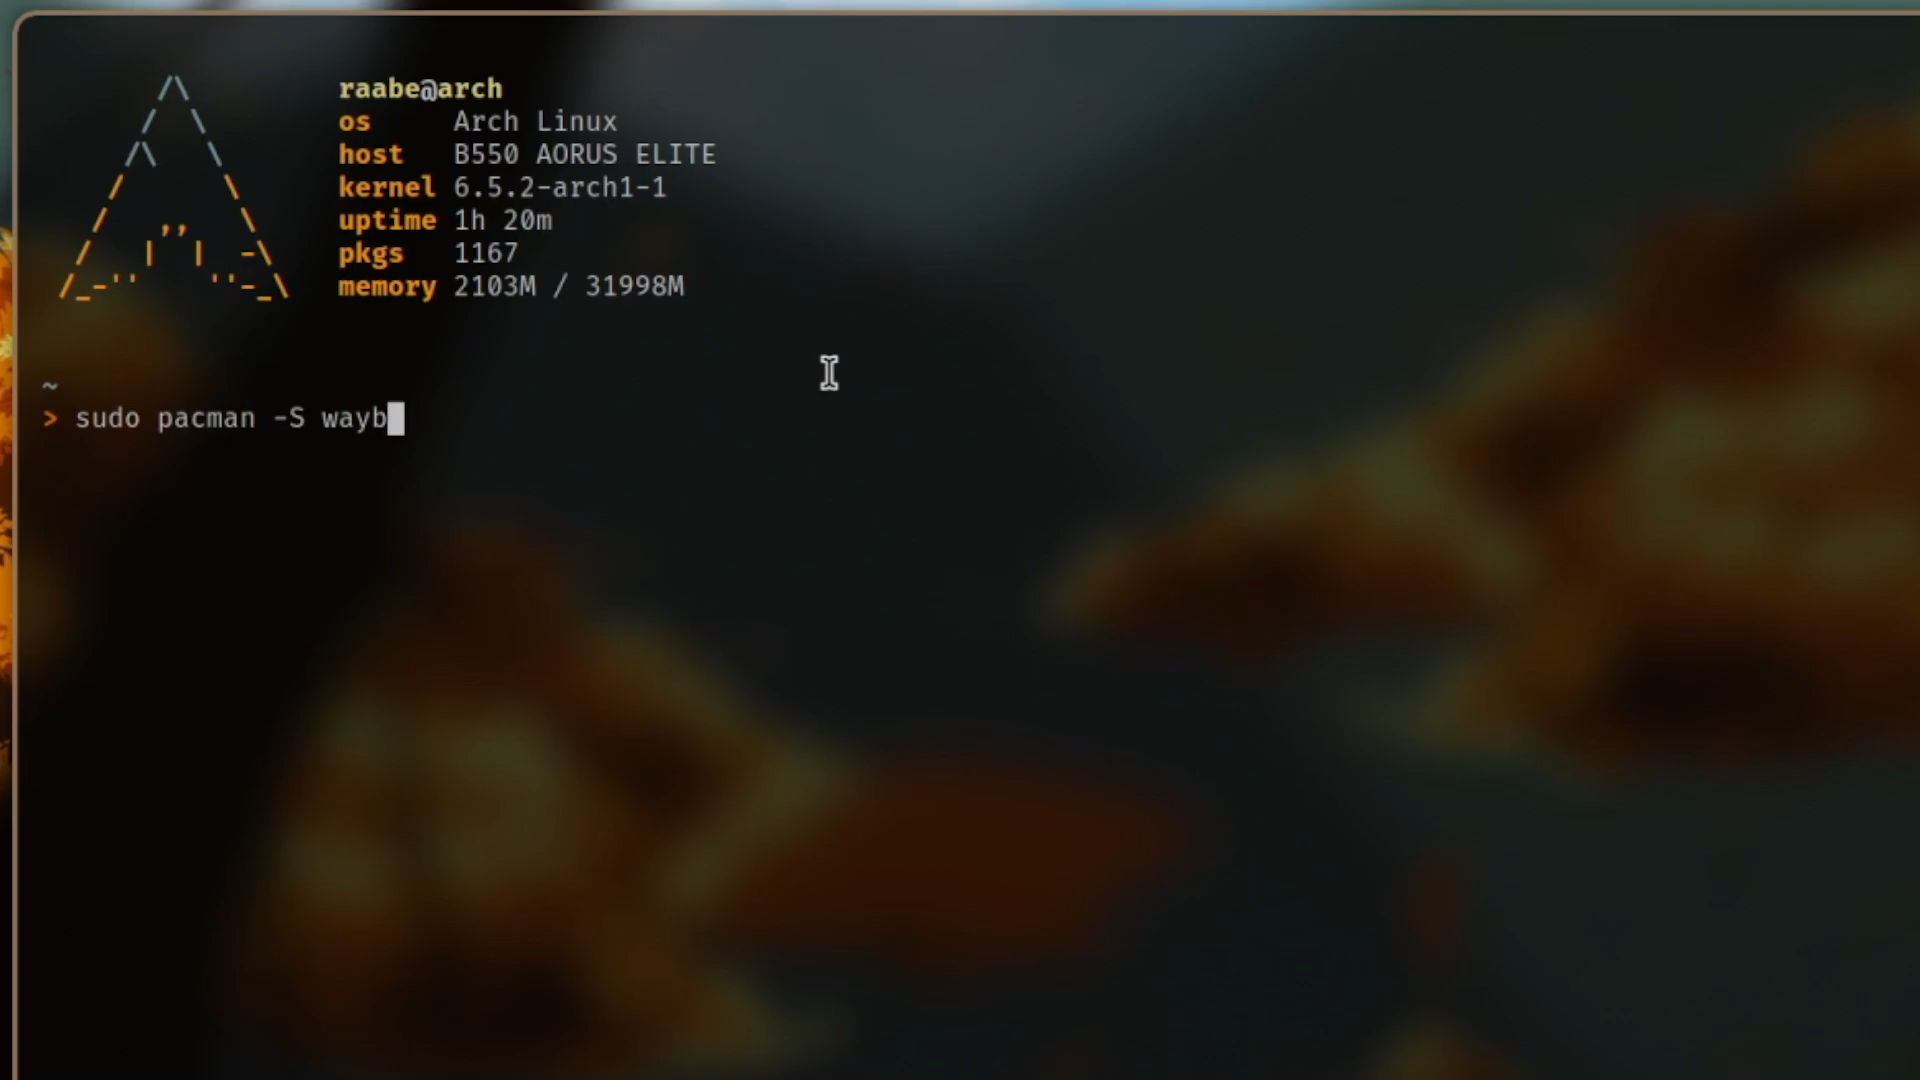 raabe@arch
os Arch Linux
host B550 AORUS ELITE
kernel 6.5.2-arch1-1
uptime 1h 20m
pkgs 1167
memory 2103M / 31998M
~
> sudo pacman -S wayb